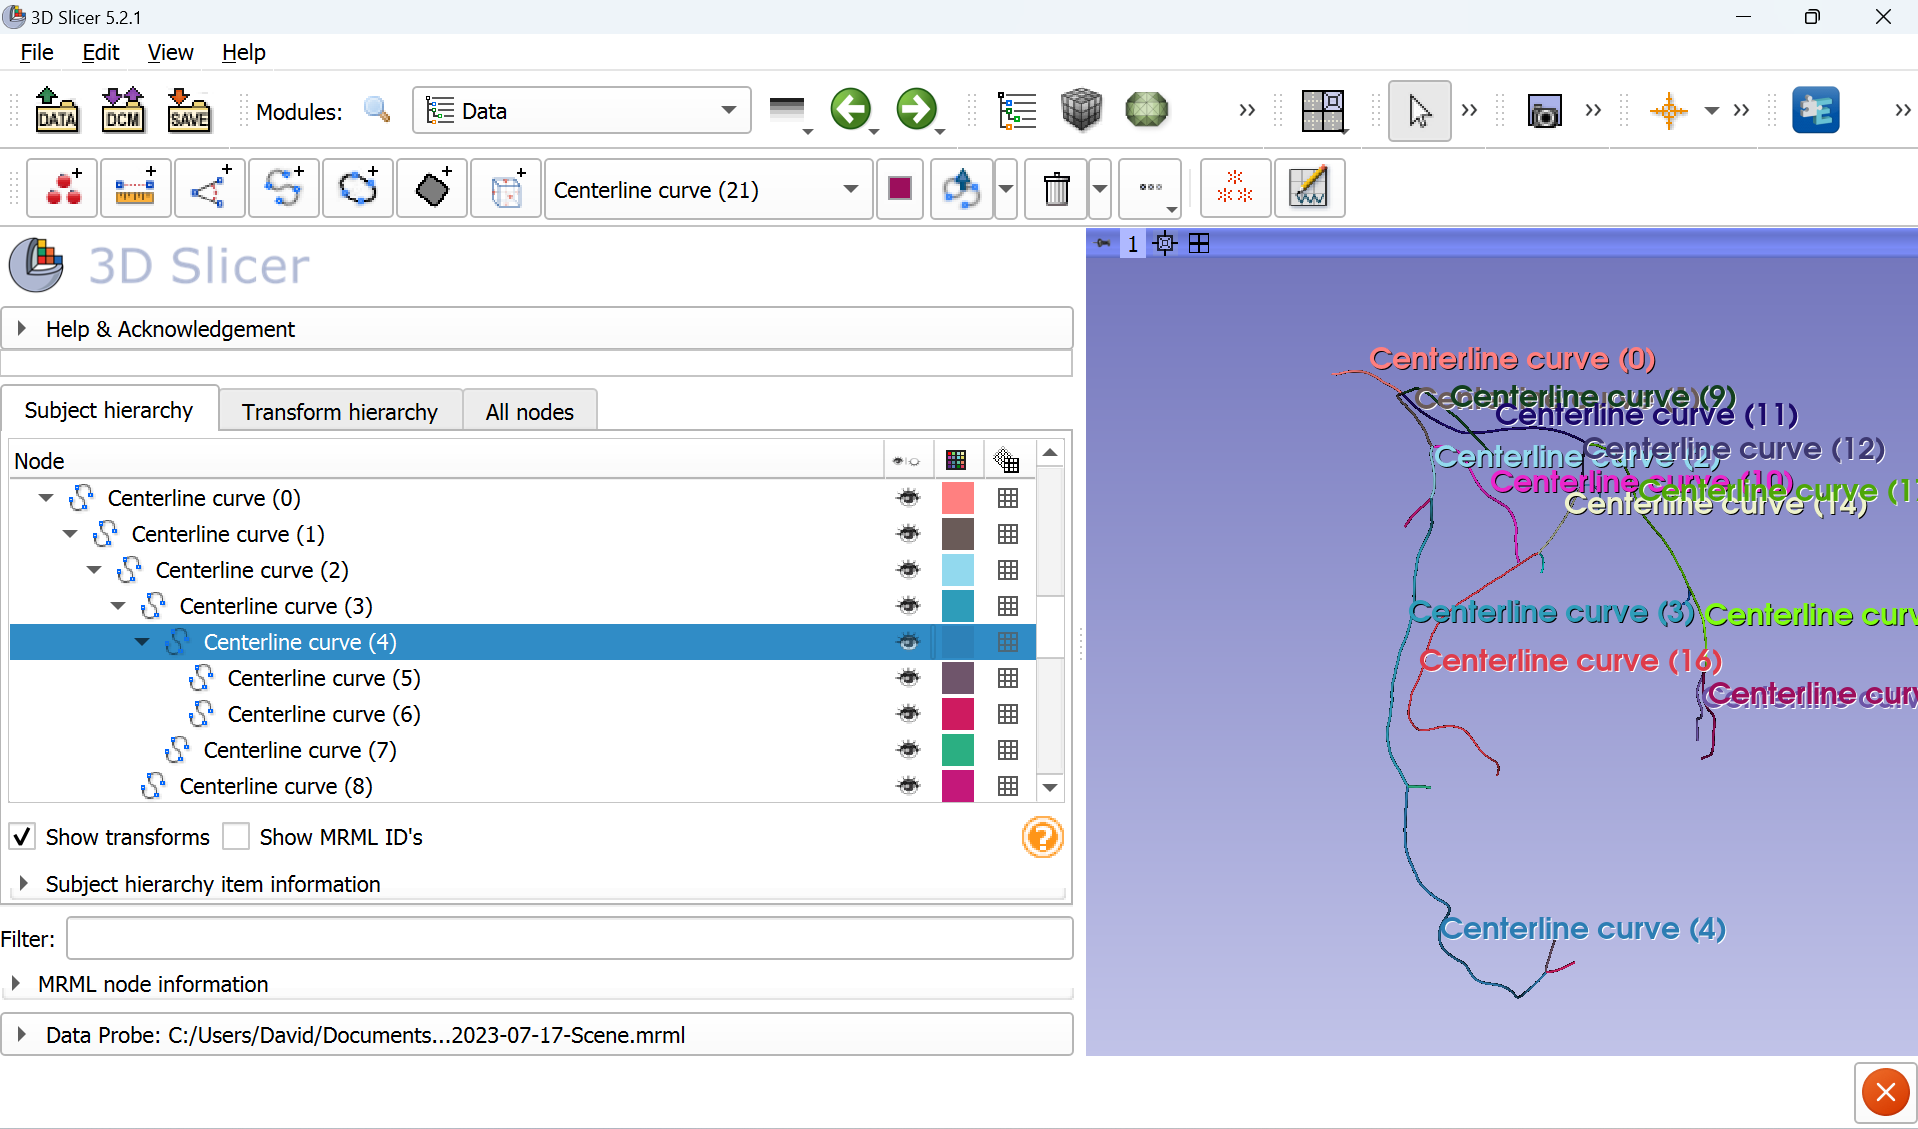 3D Slicer 5.2.1
File Edit View Help
DATA DCM SAVE Modules: Data
Centerline curve (21)
3D Slicer
Help & Acknowledgement
Subject hierarchy Transform hierarchy All nodes
Node
Centerline curve (0)
Centerline curve (1)
Centerline curve (2)
Centerline curve (3)
Centerline curve (4)
Centerline curve (5)
Centerline curve (6)
Centerline curve (7)
Centerline curve (8)
Show transforms Show MRML ID's
Subject hierarchy item information
Filter:
MRML node information
Data Probe: C:/Users/David/Documents...2023-07-17-Scene.mrml
1
Centerline curve (0)
Centerline curve (9)
Centerline curve (11)
Centerline curve (12)
Centerline curve (2)
Centerline curve (10)
Centerline curve (1
Centerline curve (14)
Centerline curve (3)
Centerline curv
Centerline curve (16)
Centerline curv
Centerline curve (4)